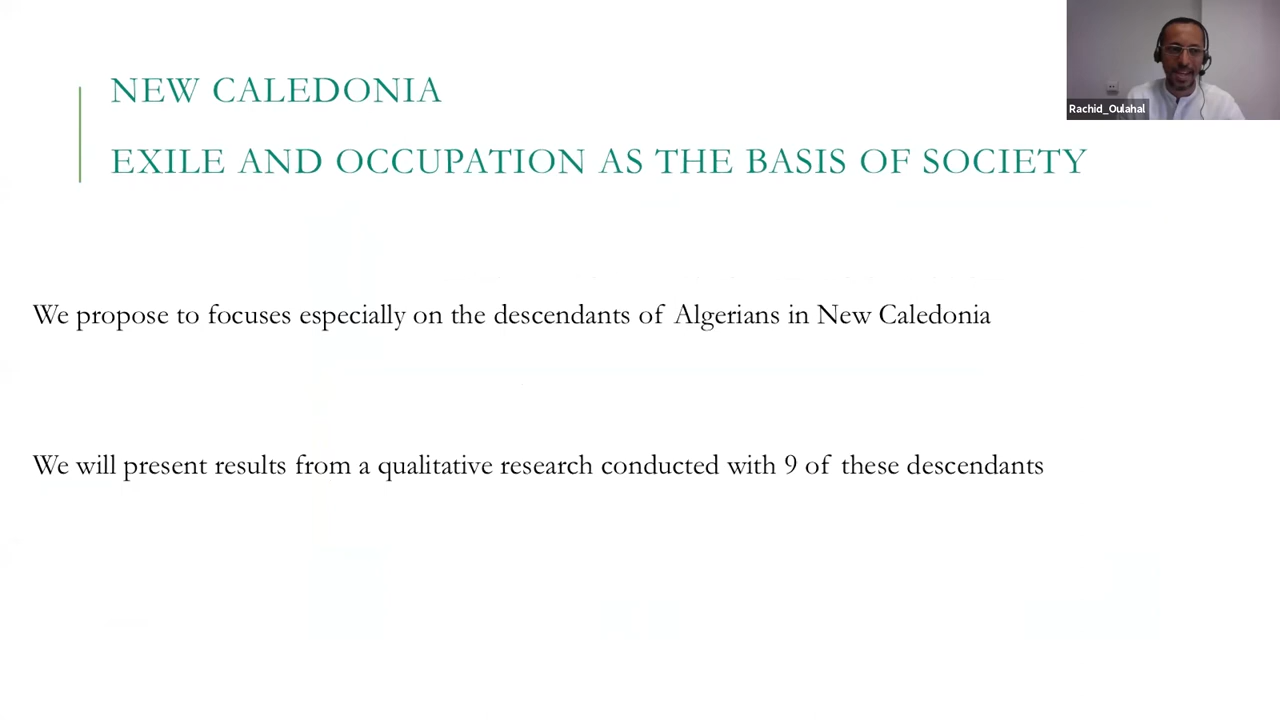 NEW CALEDONIA
EXILE AND OCCUPATION AS THE BASIS OF SOCIETY
Rachid_Oulahal
We propose to focuses especially on the descendants of Algerians in New Caledonia
We will present results from a qualitative research conducted with 9 of these descendants